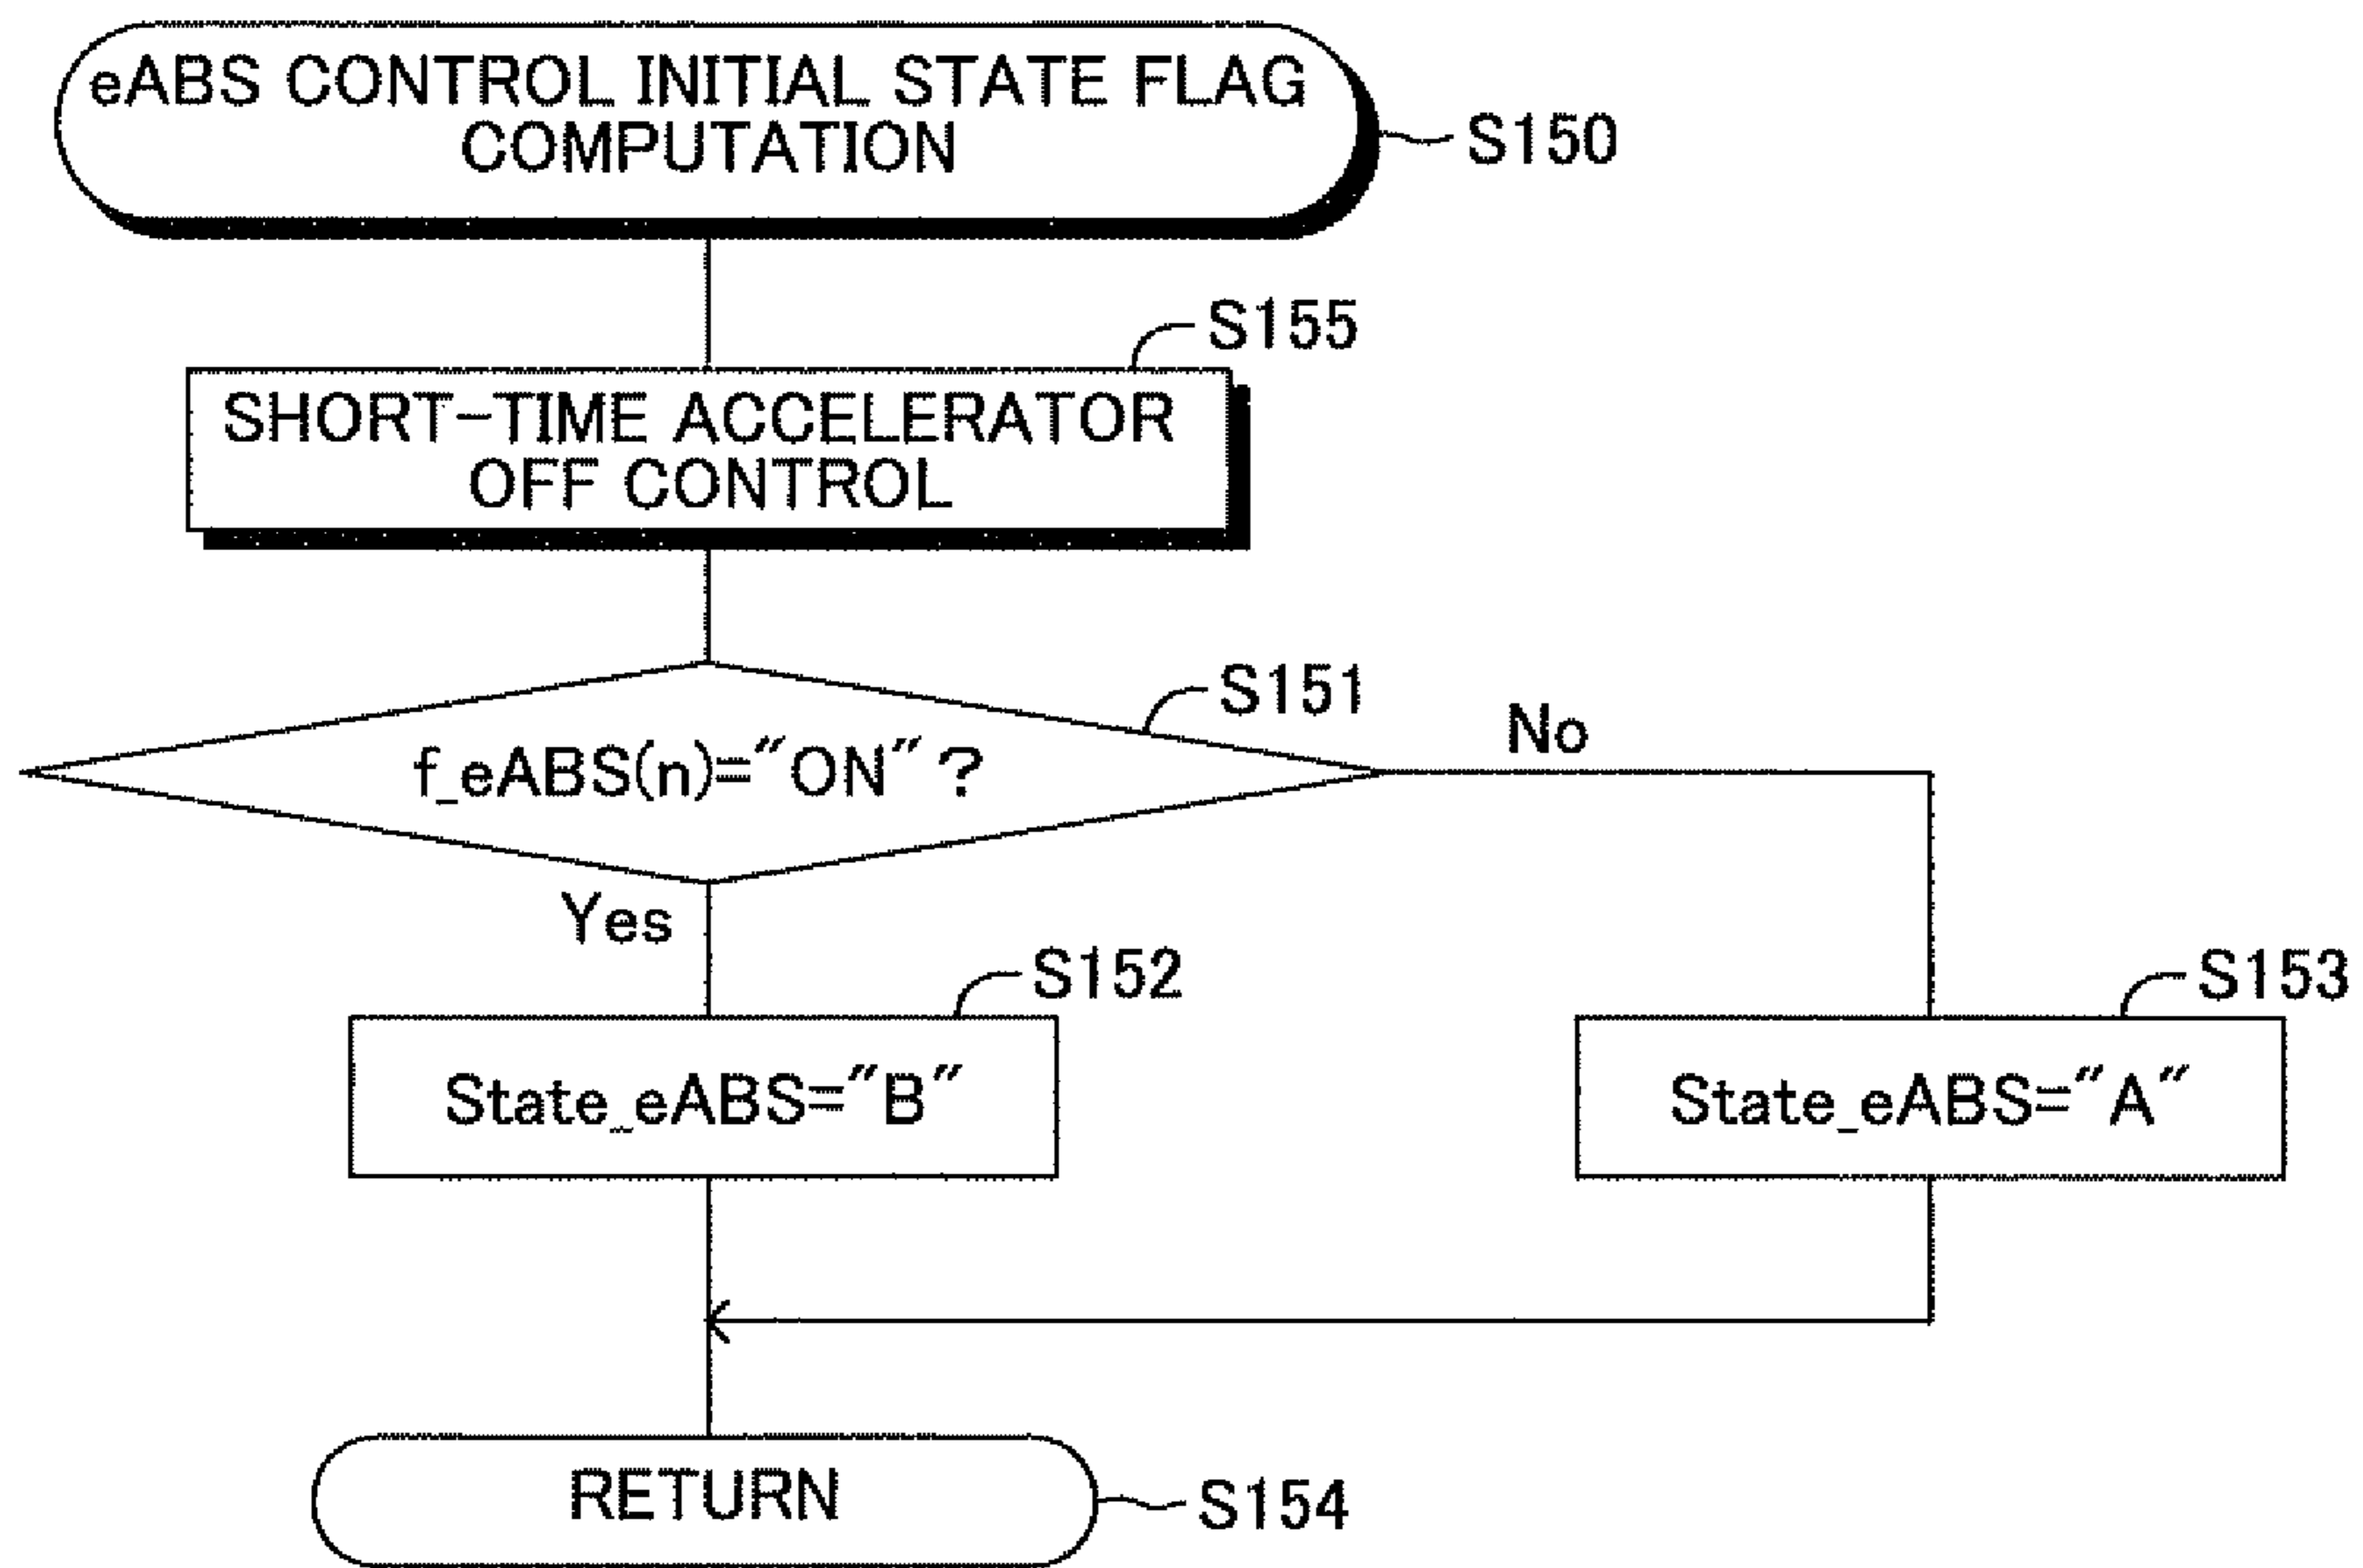 eABS CONTROL INITIAL STATE FLAG
COMPUTATION
S150
S155
SHORT-TIME ACCELERATOR
OFF CONTROL
S151
f_eABS(n)="ON"?
No
Yes
S152
S153
State_eABS="B"
State_eABS="A"
RETURN
S154